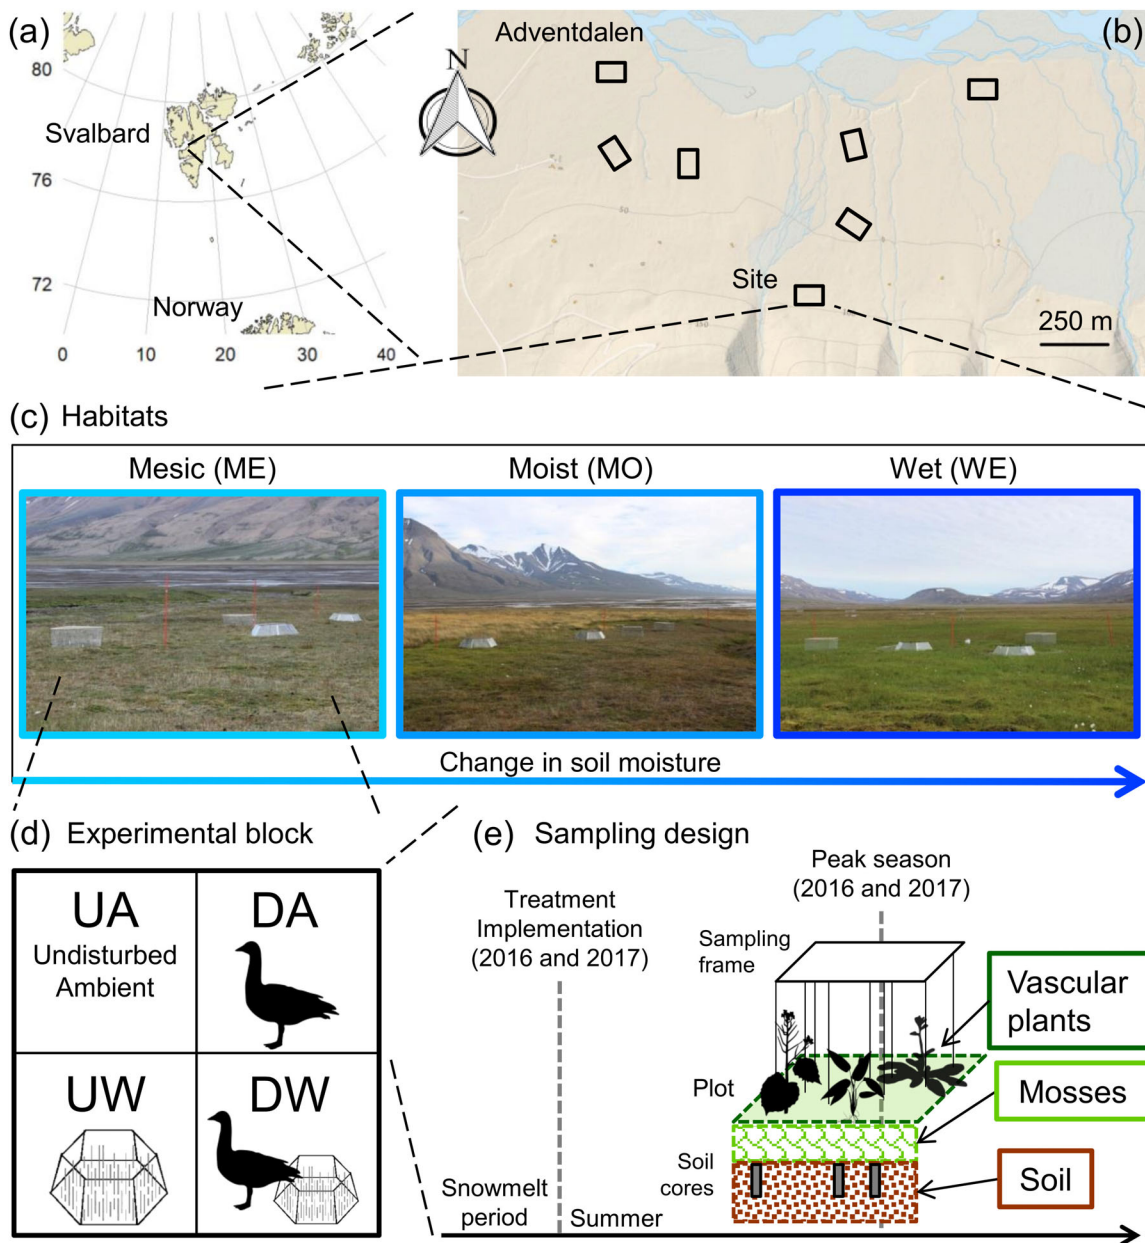 (a)
80
Svalbard
76
72
Norway
0
10
20
30
40
N
Adventdalen
(b)
50
Site
250 m
(c) Habitats
Mesic (ME)
Moist (MO)
Wet (WE)
Change in soil moisture
(d) Experimental block
UA
Undisturbed
Ambient
DA
UW
DW
(e) Sampling design
Treatment
Implementation
(2016 and 2017)
Peak season
(2016 and 2017)
Sampling
frame
Vascular
plants
Plot
Mosses
Soil
cores
Soil
Snowmelt
period
Summer